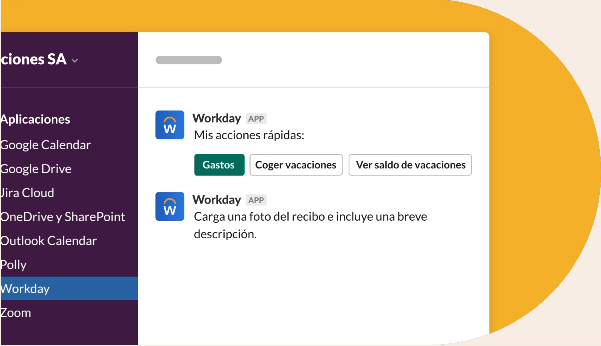 ciones SA
Aplicaciones
Google Calendar
Google Drive
Jira Cloud
OneDrive y SharePoint
Outlook Calendar
Polly
Workday
Zoom
Workday APP
Mis acciones rápidas:
Gastos Coger vacaciones Ver saldo de vacaciones
Workday APP
Carga una foto del recibo e incluye una breve
descripción.